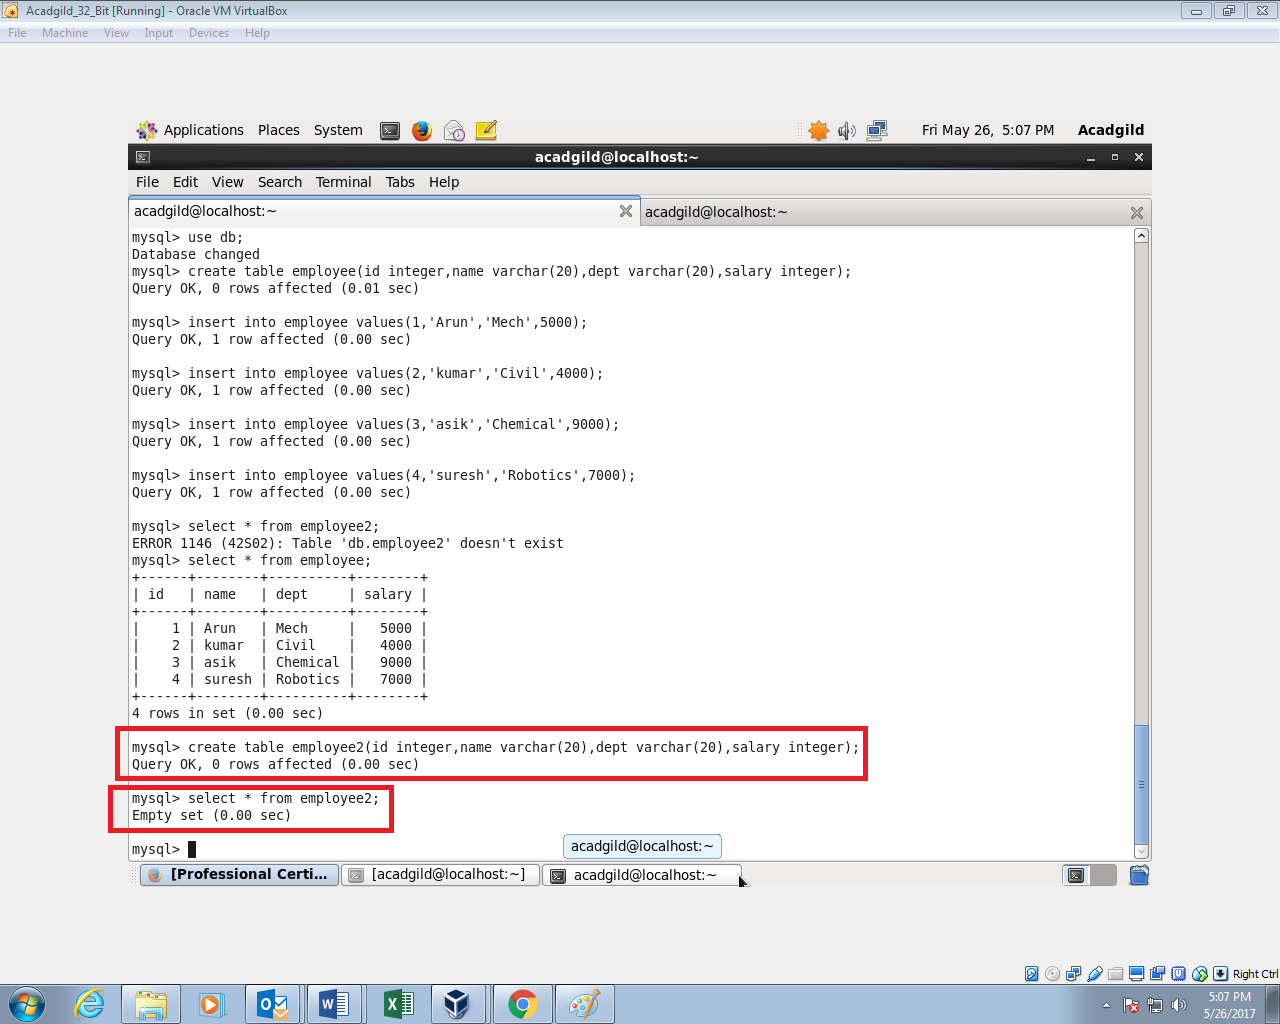 Acadgild_32_Bit [Running] - Oracle VM VirtualBox
File Machine View Input Devices Help
Applications Places System Fri May 26, 5:07 PM Acadgild
acadgild@localhost:~
File Edit View Search Terminal Tabs Help
acadgild@localhost:~ acadgild@localhost:~
mysql> use db;
Database changed
mysql> create table employee(id integer,name varchar(20),dept varchar(20),salary integer);
Query OK, 0 rows affected (0.01 sec)
mysql> insert into employee values(1,'Arun','Mech',5000);
Query OK, 1 row affected (0.00 sec)
mysql> insert into employee values(2,'kumar','Civil',4000);
Query OK, 1 row affected (0.00 sec)
mysql> insert into employee values(3,'asik','Chemical',9000);
Query OK, 1 row affected (0.00 sec)
mysql> insert into employee values(4,'suresh','Robotics',7000);
Query OK, 1 row affected (0.00 sec)
mysql> select * from employee2;
ERROR 1146 (42S02): Table 'db.employee2' doesn't exist
mysql> select * from employee;
+------+--------+----------+--------+
| id   | name   | dept     | salary |
+------+--------+----------+--------+
|    1 | Arun   | Mech     |   5000 |
|    2 | kumar  | Civil    |   4000 |
|    3 | asik   | Chemical |   9000 |
|    4 | suresh | Robotics |   7000 |
+------+--------+----------+--------+
4 rows in set (0.00 sec)
mysql> create table employee2(id integer,name varchar(20),dept varchar(20),salary integer);
Query OK, 0 rows affected (0.00 sec)
mysql> select * from employee2;
Empty set (0.00 sec)
mysql>
acadgild@localhost:~
[Professional Certi... [acadgild@localhost:~] acadgild@localhost:~
Right Ctrl
5:07 PM
5/26/2017